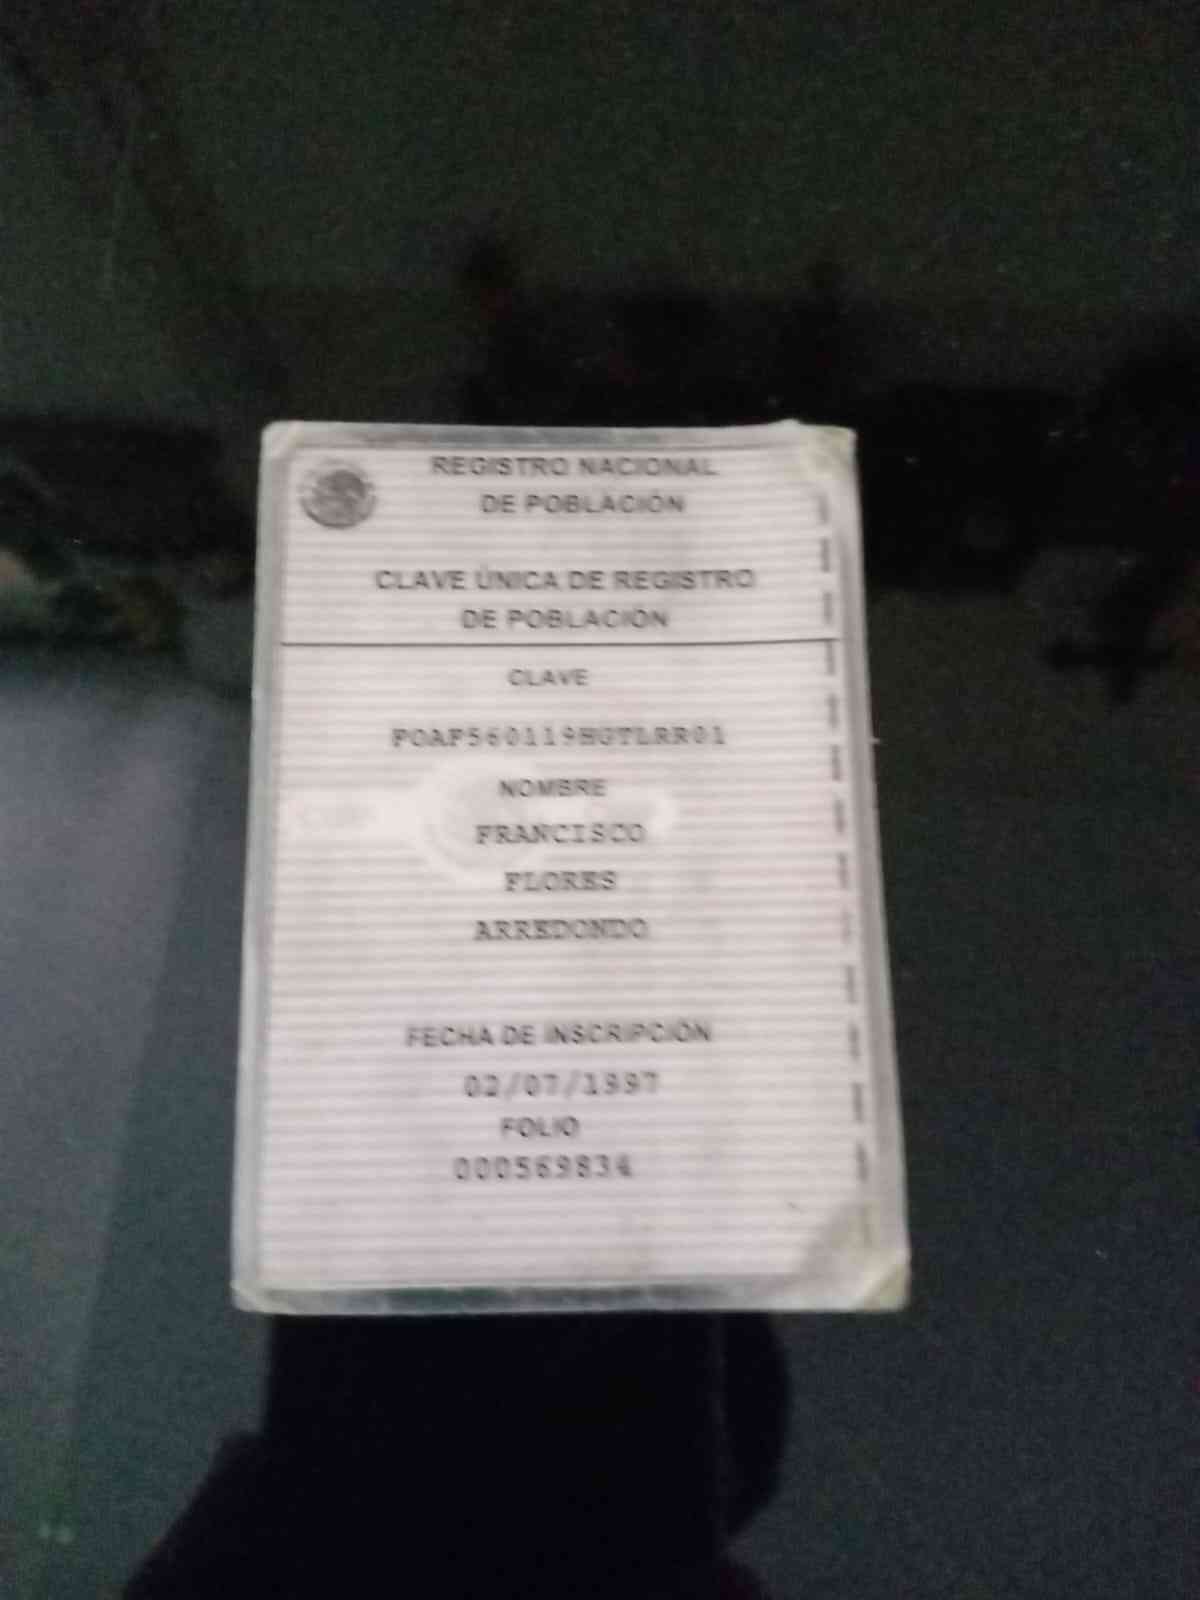 REGISTRO NACIONAL
DE POBLACIÓN
CLAVE ÚNICA DE REGISTRO
DE POBLACIÓN
CLAVE
FOAF560119HGTLRR01
NOMBRE
FRANCISCO
FLORES
ARREDONDO
FECHA DE INSCRIPCIÓN
02/07/1997
FOLIO
000569834